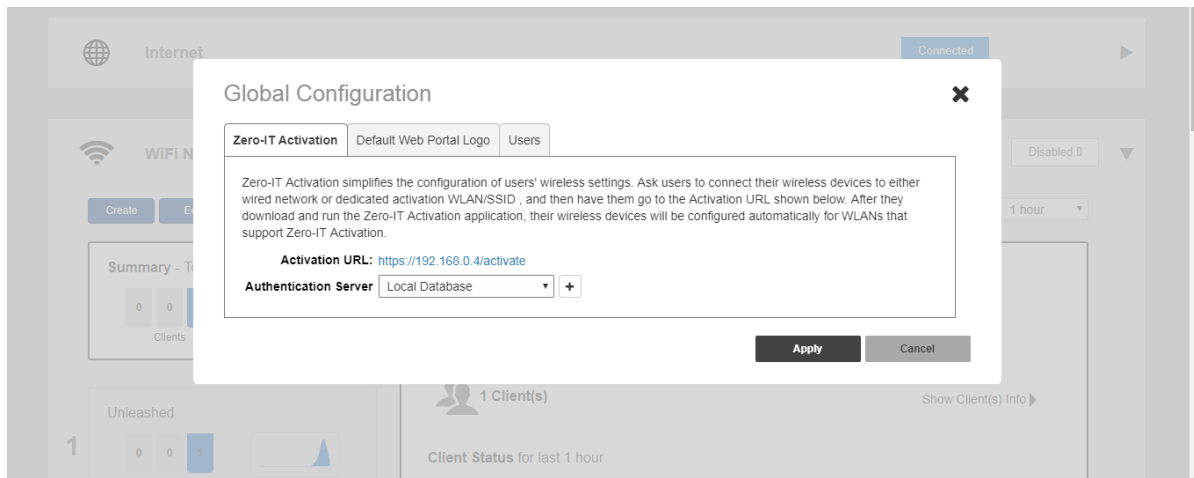 Internet
Connected
Global Configuration
Zero-IT Activation Default Web Portal Logo Users
WiFi N
Disabled 0
Zero-IT Activation simplifies the configuration of users' wireless settings. Ask users to connect their wireless devices to either
wired network or dedicated activation WLAN/SSID , and then have them go to the Activation URL shown below. After they
download and run the Zero-IT Activation application, their wireless devices will be configured automatically for WLANs that
support Zero-IT Activation.
Create E
1 hour
Activation URL: https://192.168.0.4/activate
Authentication Server Local Database +
Summary - T
0 0
Clients
Apply Cancel
1 Client(s)
Show Client(s) Info
Unleashed
1 0 0 1
Client Status for last 1 hour